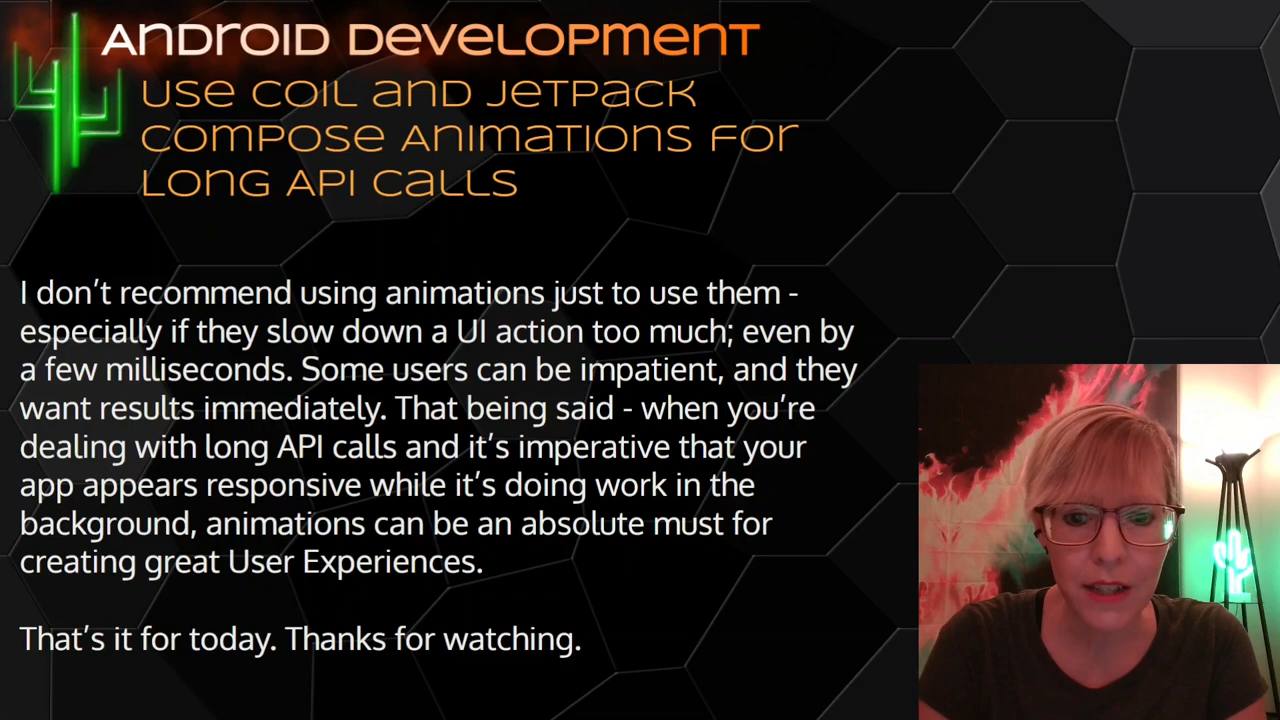 Android Development
Use Coil and Jetpack
Compose Animations for
Long API Calls
I don't recommend using animations just to use them -
especially if they slow down a UI action too much; even by
a few milliseconds. Some users can be impatient, and they
want results immediately. That being said - when you're
dealing with long API calls and it's imperative that your
app appears responsive while it's doing work in the
background, animations can be an absolute must for
creating great User Experiences.
That's it for today. Thanks for watching.